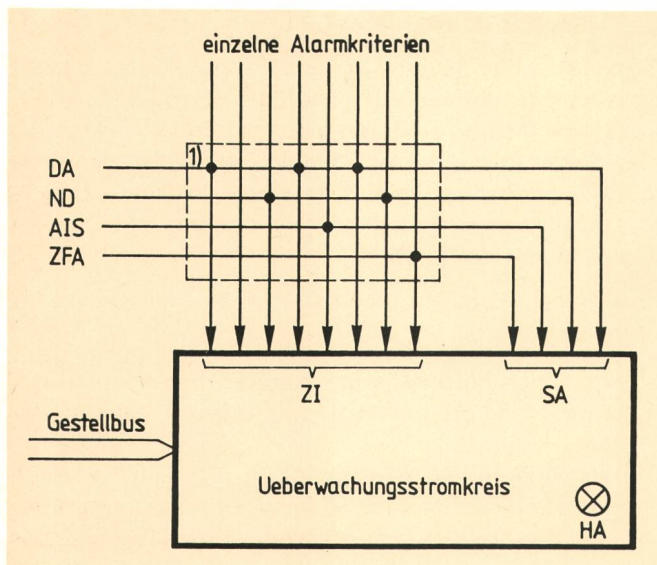 einzelne Alarmkriterien
1)
DA
ND
AIS
ZFA
ZI
SA
Gestellbus
Ueberwachungsstromkreis
HA